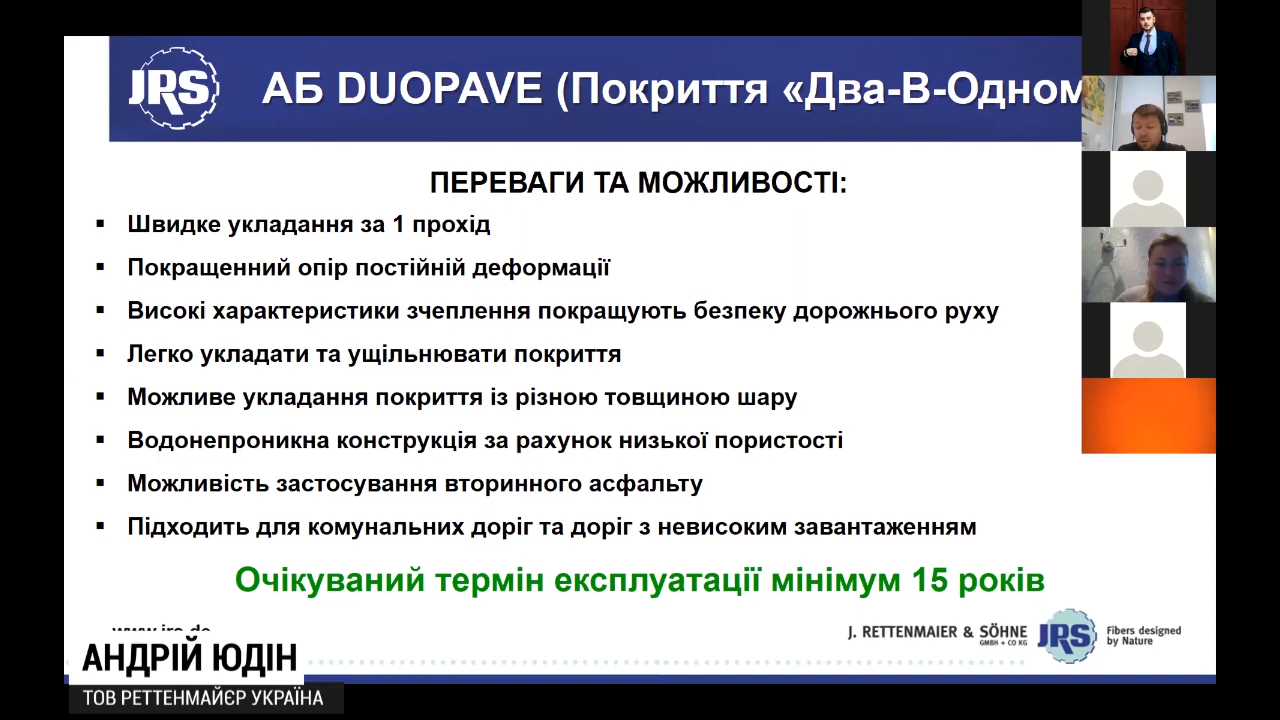 JRS
АБ DUOPAVE (Покриття «Два-В-Одном
ПЕРЕВАГИ ТА МОЖЛИВОСТІ:
Швидке укладання за 1 прохід
Покращенний опір постійній деформації
Високі характеристики зчеплення покращують безпеку дорожнього руху
Легко укладати та ущільнювати покриття
Можливе укладання покриття із різною товщиною шару
Водонепроникна конструкція за рахунок низької пористості
Можливість застосування вторинного асфальту
Підходить для комунальних доріг та доріг з невисоким завантаженням
Очікуваний термін експлуатації мінімум 15 років
www.jrs.de
J. RETTENMAIER & SÖHNE
GMBH + CO KG
JRS
Fibers designed
by Nature
АНДРІЙ ЮДІН
ТОВ РЕТТЕНМАЙЄР УКРАЇНА